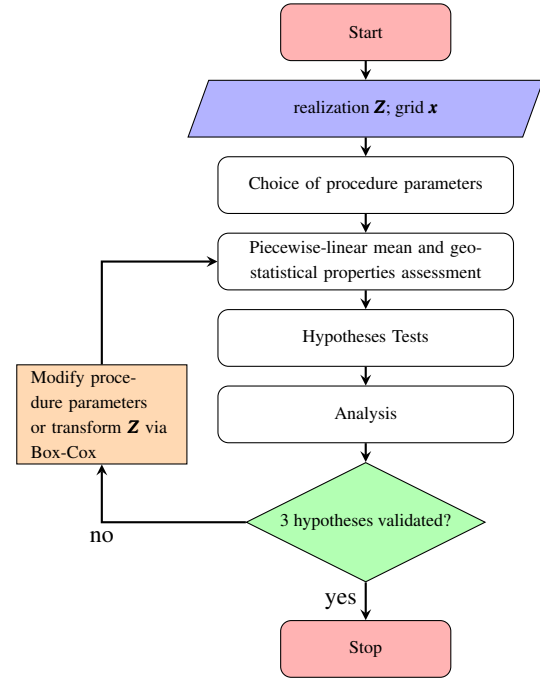 Start
realization Z; grid x
Choice of procedure parameters
Piecewise-linear mean and geo-
statistical properties assessment
Hypotheses Tests
Modify proce-
dure parameters
or transform Z via
Box-Cox
Analysis
3 hypotheses validated?
no
yes
Stop